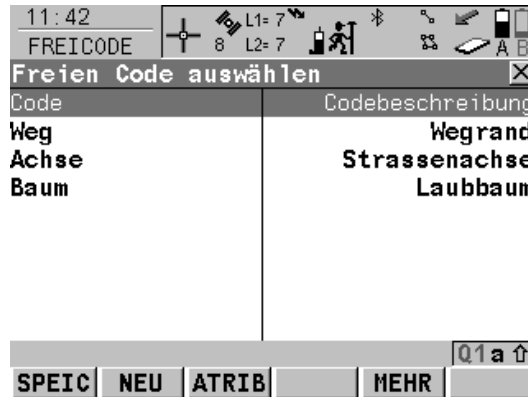 11:42 L1= 7
FREICODE 8 L2= 7 A B
Freien Code auswählen
Code Codebeschreibung
Weg Wegrand
Achse Strassenachse
Baum Laubbaum
Q1 a
SPEIC NEU ATRIB MEHR